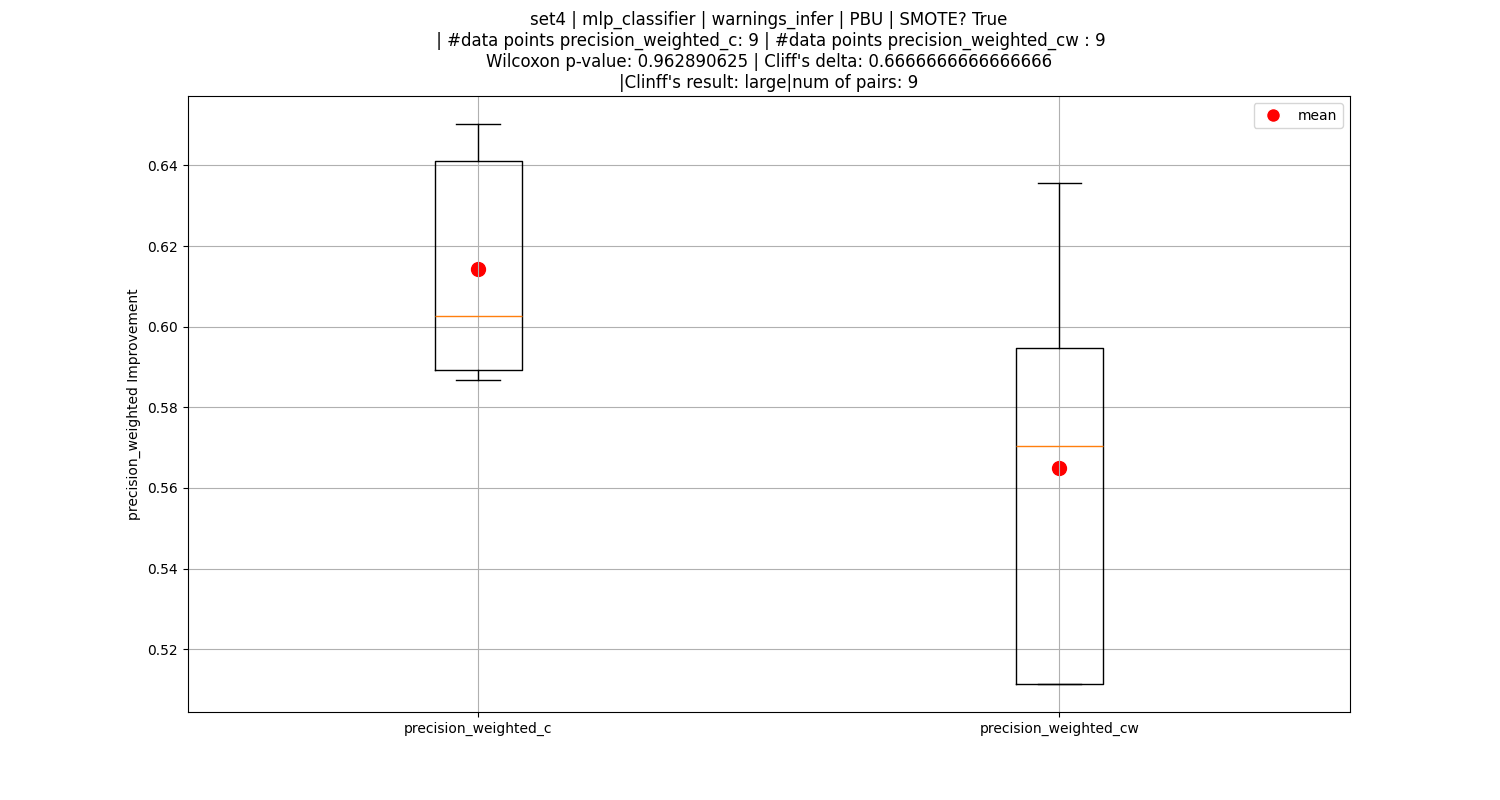 set4 | mlp_classifier | warnings_infer | PBU | SMOTE? True
| #data points precision_weighted_c: 9 | #data points precision_weighted_cw : 9
Wilcoxon p-value: 0.962890625 | Cliff's delta: 0.6666666666666666
|Clinff's result: large|num of pairs: 9
mean
0.64
0.62
0.60
0.58
0.56
0.54
0.52
precision_weighted Improvement
precision_weighted_c
precision_weighted_cw